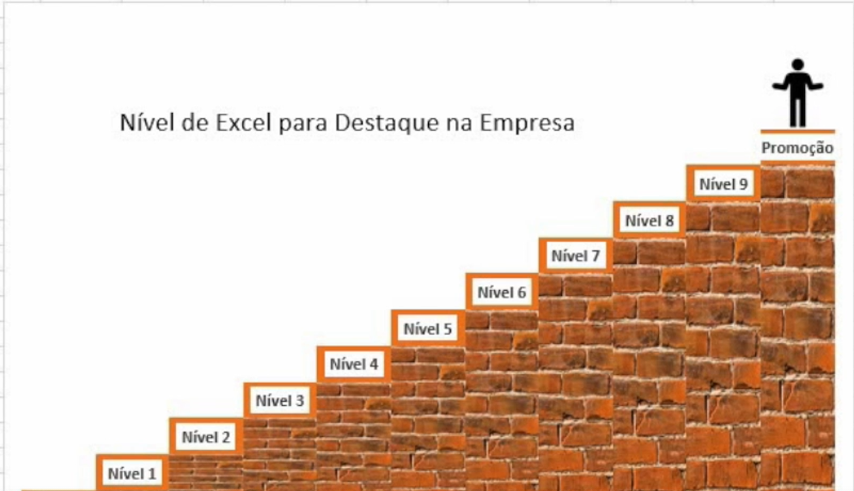 Nível de Excel para Destaque na Empresa
Promoção
Nível 9
Nível 8
Nível 7
Nível 6
Nível 5
Nível 4
Nível 3
Nível 2
Nível 1